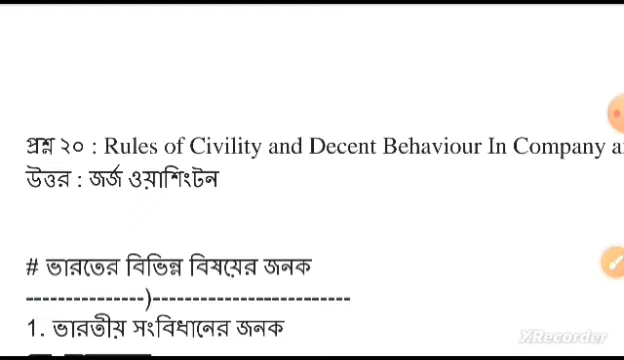 প্রশ্ন ২০ : Rules of Civility and Decent Behaviour In Company a
উত্তর : জর্জ ওয়াশিংটন
# ভারতের বিভিন্ন বিষয়ের জনক
---------------)-------------------------
1. ভারতীয় সংবিধানের জনক
XRecorder